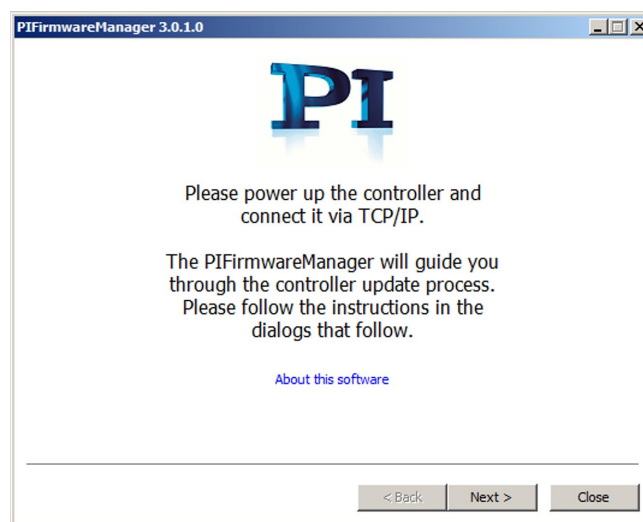 PIFirmwareManager 3.0.1.0
PI
Please power up the controller and
connect it via TCP/IP.
The PIFirmwareManager will guide you
through the controller update process.
Please follow the instructions in the
dialogs that follow.
About this software
< Back
Next >
Close